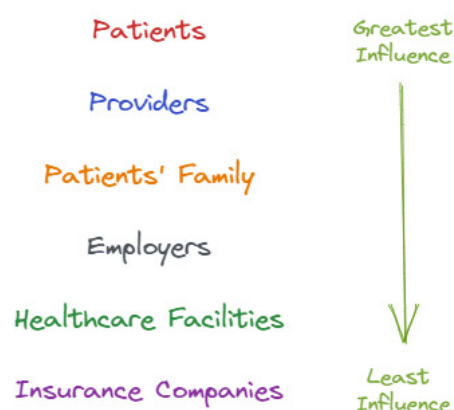 Patients
Greatest
Influence
Providers
Patients' Family
Employers
Healthcare Facilities
Insurance Companies
Least
Influence